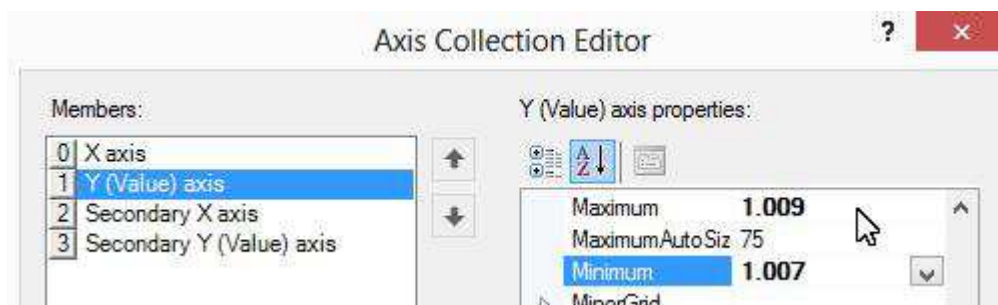 Axis Collection Editor
?
×
Members:
Y (Value) axis properties:
0 X axis
1 Y (Value) axis
2 Secondary X axis
3 Secondary Y (Value) axis
A
Z
Maximum 1.009
MaximumAutoSiz 75
Minimum 1.007
MinorGrid